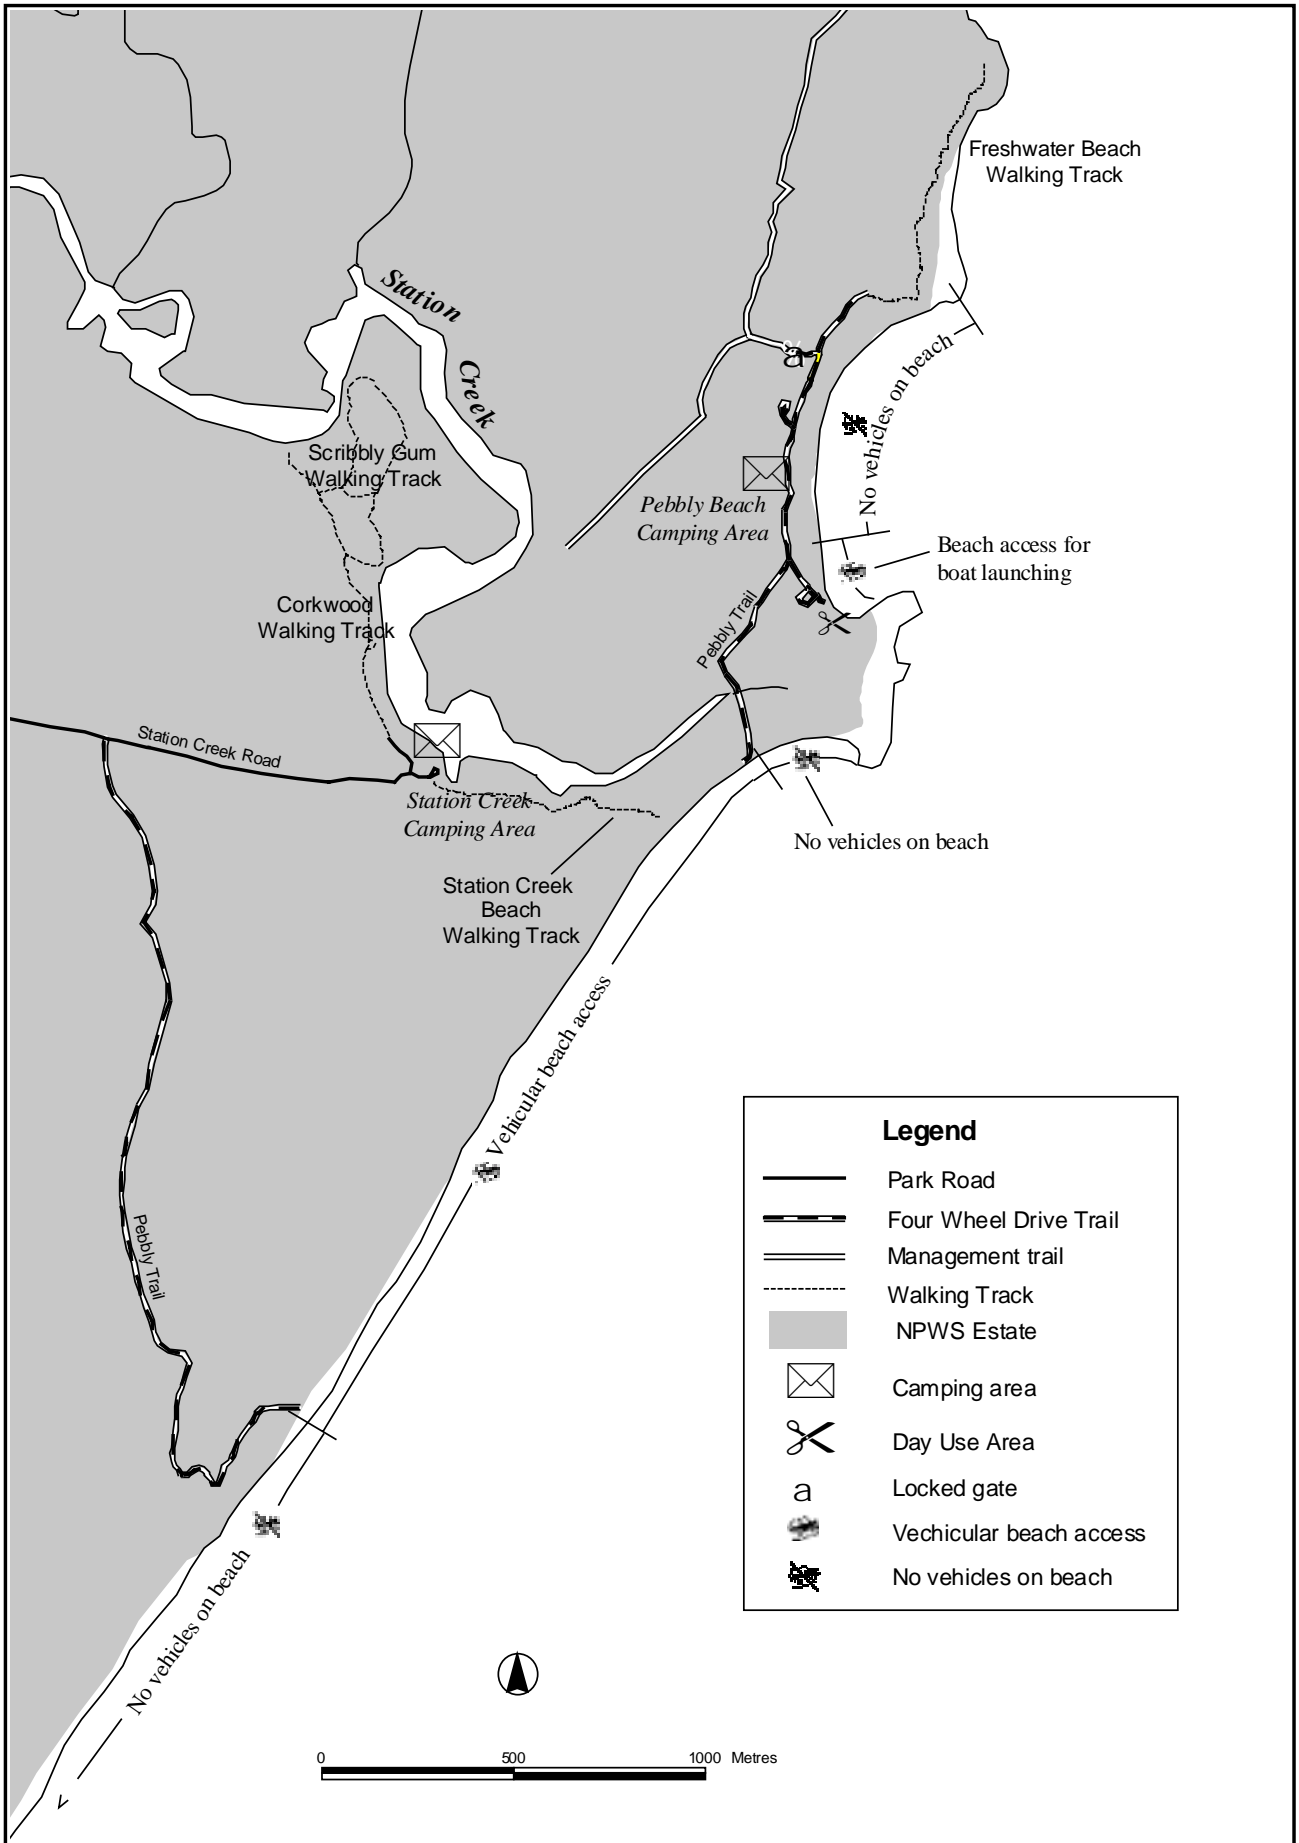 Freshwater Beach
Walking Track
Station
Creek
No vehicles on beach
a
Scribbly Gum
Walking Track
Pebbly Beach
Camping Area
Beach access for
boat launching
Corkwood
Walking Track
Pebbly Trail
Station Creek Road
Station Creek
Camping Area
No vehicles on beach
Station Creek
Beach
Walking Track
Vehicular beach access
Pebbly Trail
No vehicles on beach
Legend
Park Road
Four Wheel Drive Trail
Management trail
Walking Track
NPWS Estate
Camping area
Day Use Area
a Locked gate
Vechicular beach access
No vehicles on beach
0 500 1000 Metres